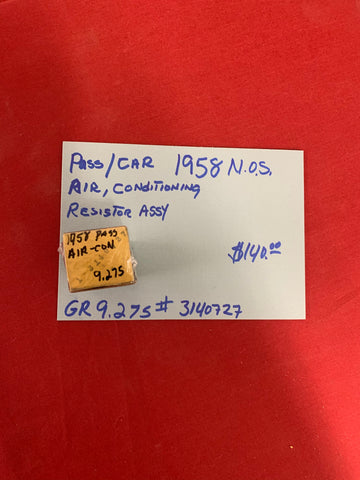 Pass/CAR 1958 N.O.S.
AIR, CONDITIONING
RESISTOR ASSY
1958 PASS
AIR-CON.
9.275
$140.00
GR 9.275 # 3140727